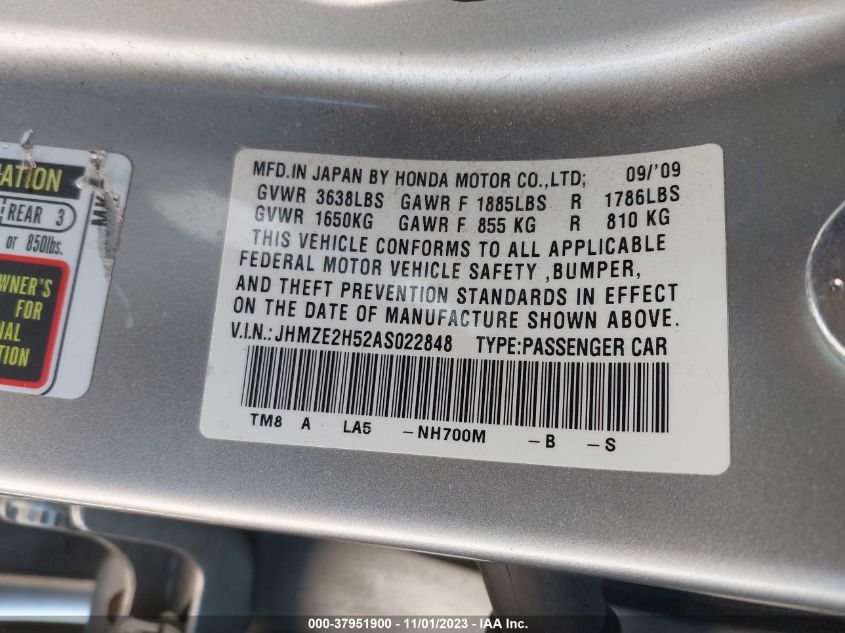 ATION
REAR 3
or 850lbs.
WNER'S
FOR
TION
MFD.IN JAPAN BY HONDA MOTOR CO.,LTD; 09/'09
GVWR 3638LBS GAWR F 1885LBS R 1786LBS
GVWR 1650KG GAWR F 855 KG R 810 KG
THIS VEHICLE CONFORMS TO ALL APPLICABLE
FEDERAL MOTOR VEHICLE SAFETY ,BUMPER,
AND THEFT PREVENTION STANDARDS IN EFFECT
ON THE DATE OF MANUFACTURE SHOWN ABOVE.
V.I.N.: JHMZE2H52AS022848 TYPE:PASSENGER CAR
TM8 A LA5 -NH700M -B -S
000-37951900 - 11/01/2023 - IAA Inc.